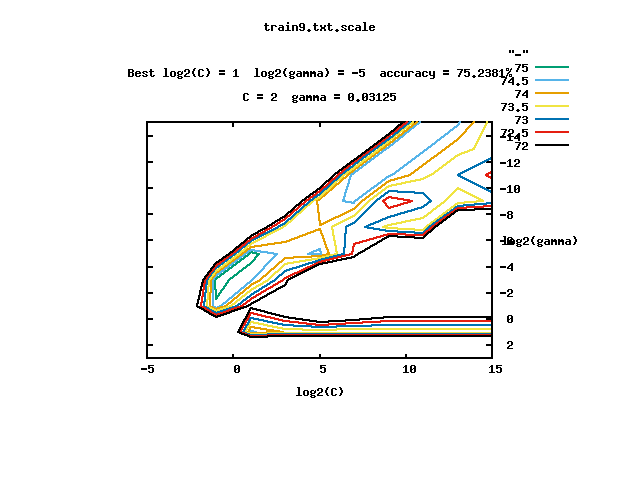 train9.txt.scale
"-"
Best log2(C) = 1 log2(gamma) = -5 accuracy = 75.2381%
75
74.5
C = 2 gamma = 0.03125
74
73.5
73
72.5
72
-14
-12
-10
-8
-6
log2(gamma)
-4
-2
0
2
-5 0 5 10 15
log2(C)